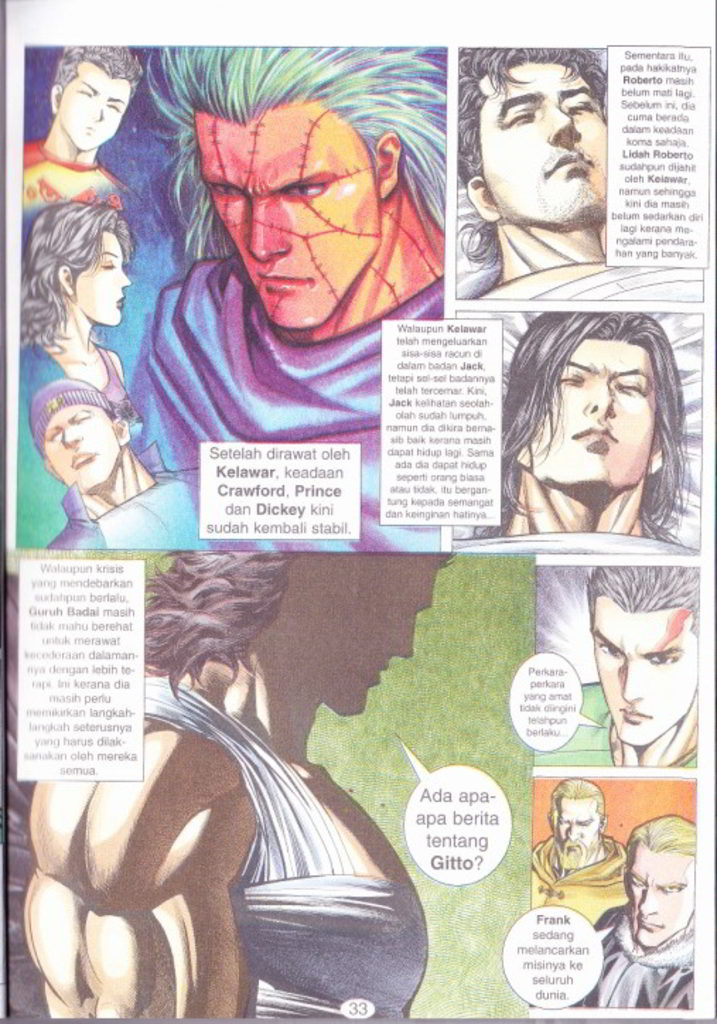 Setelah dirawat oleh
Kelawar, keadaan
Crawford, Prince
dan Dickey kini
sudah kembali stabil.
Sementara itu,
pada hakikatnya
Roberto masih
belum mati lagi.
Sebelum ini, dia
cuma berada
dalam keadaan
koma sahaja.
Lidah Roberto
sudahpun dijahit
oleh Kelawar,
namun sehingga
kini dia masih
belum sedarkan diri
lagi kerana me-
ngalami pendara-
han yang banyak.
Walaupun Kelawar
telah mengeluarkan
sisa-sisa racun di
dalam badan Jack,
tetapi sel-sel badannya
telah tercemar. Kini,
Jack kelihatan seolah-
olah sudah lumpuh,
namun dia dikira berna-
sib baik kerana masih
dapat hidup lagi. Sama
ada dia dapat hidup
seperti orang biasa
atau tidak, itu bergan-
tung kepada semangat
dan keinginan hatinya...
Walaupun krisis
yang mendebarkan
sudahpun berlalu,
Guruh Badai masih
tidak mahu berehat
untuk merawat
kecederaan dalaman-
nya dengan lebih te-
rapi. Ini kerana dia
masih perlu
memikirkan langkah-
langkah seterusnya
yang harus dilak-
sanakan oleh mereka
semua.
Perkara-
perkara
yang amat
tidak diingini
telahpun
berlaku...
Ada apa-
apa berita
tentang
Gitto?
Frank
sedang
melancarkan
misinya ke
seluruh
dunia.
33